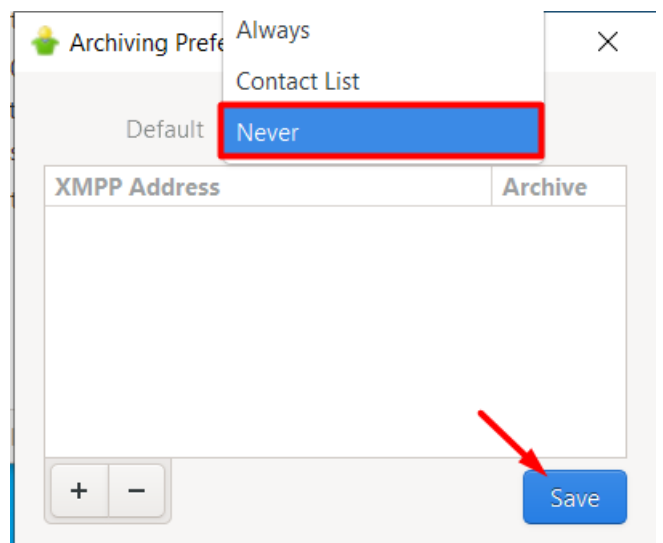 Archiving Prefe
Always
Contact List
Default
Never
XMPP Address
Archive
+
−
Save